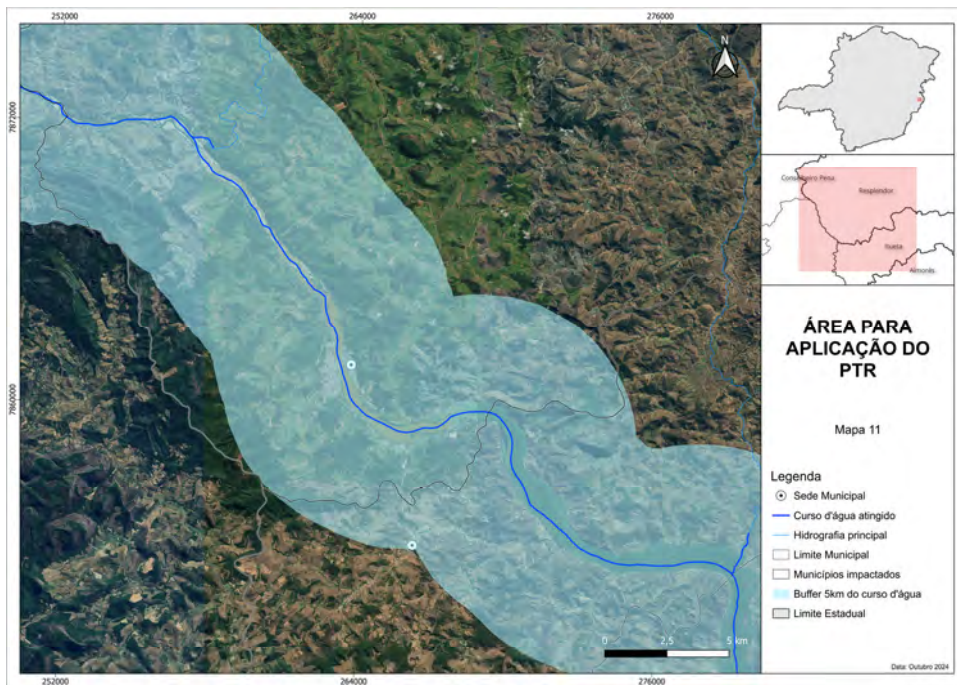 252000
264000
276000
7872000
7860000
N
Conselheiro Pena
Resplendor
Itueta
Aimorés
ÁREA PARA
APLICAÇÃO DO
PTR
Mapa 11
Legenda
Sede Municipal
Curso d'água atingido
Hidrografia principal
Limite Municipal
Municípios impactados
Buffer 5km do curso d'água
Limite Estadual
0
2,5
5 km
252000
264000
276000
Data: Outubro 2024